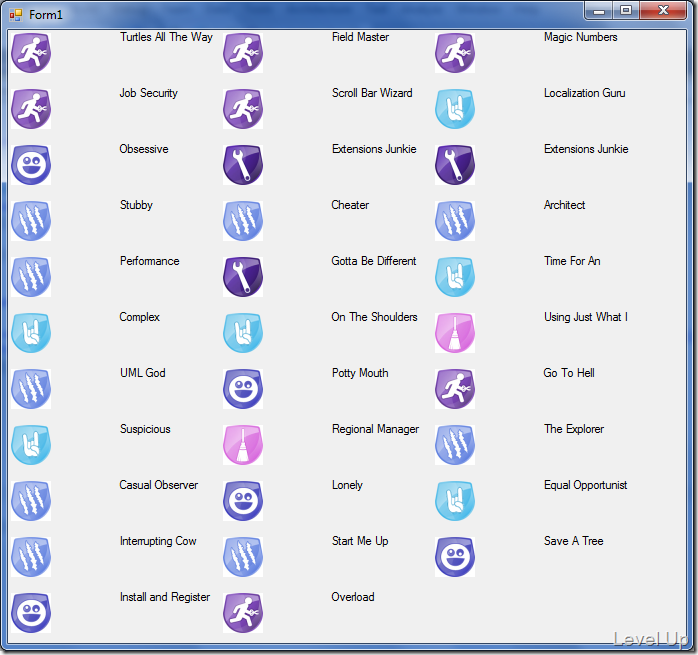 Form1
Turtles All The Way
Field Master
Magic Numbers
Job Security
Scroll Bar Wizard
Localization Guru
Obsessive
Extensions Junkie
Extensions Junkie
Stubby
Cheater
Architect
Performance
Gotta Be Different
Time For An
Complex
On The Shoulders
Using Just What I
UML God
Potty Mouth
Go To Hell
Suspicious
Regional Manager
The Explorer
Casual Observer
Lonely
Equal Opportunist
Interrupting Cow
Start Me Up
Save A Tree
Install and Register
Overload
Level Up